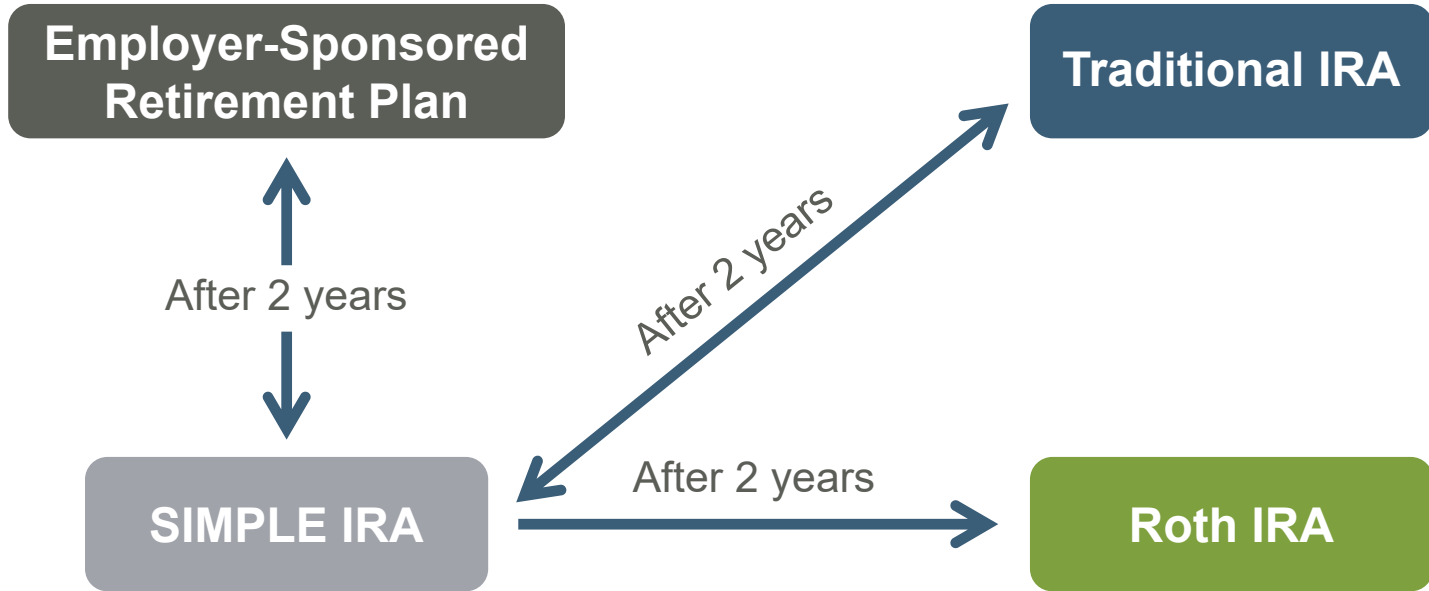 Employer-Sponsored
Retirement Plan
Traditional IRA
After 2 years
After 2 years
After 2 years
SIMPLE IRA
Roth IRA